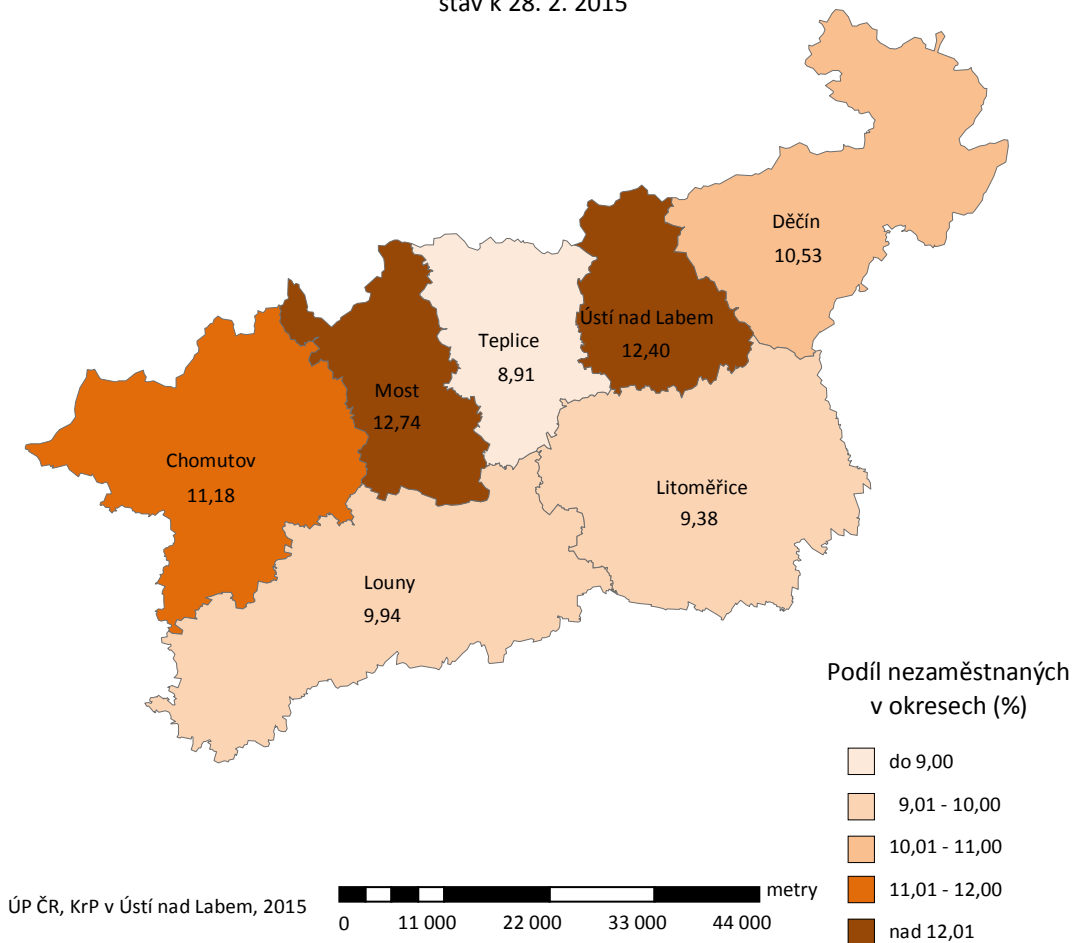 stav k 28. 2. 2015
Děčín
10,53
Ústí nad Labem
12,40
Teplice
8,91
Most
12,74
Chomutov
11,18
Litoměřice
9,38
Louny
9,94
Podíl nezaměstnaných
v okresech (%)
do 9,00
9,01 - 10,00
10,01 - 11,00
11,01 - 12,00
nad 12,01
ÚP ČR, KrP v Ústí nad Labem, 2015
metry
0 11 000 22 000 33 000 44 000